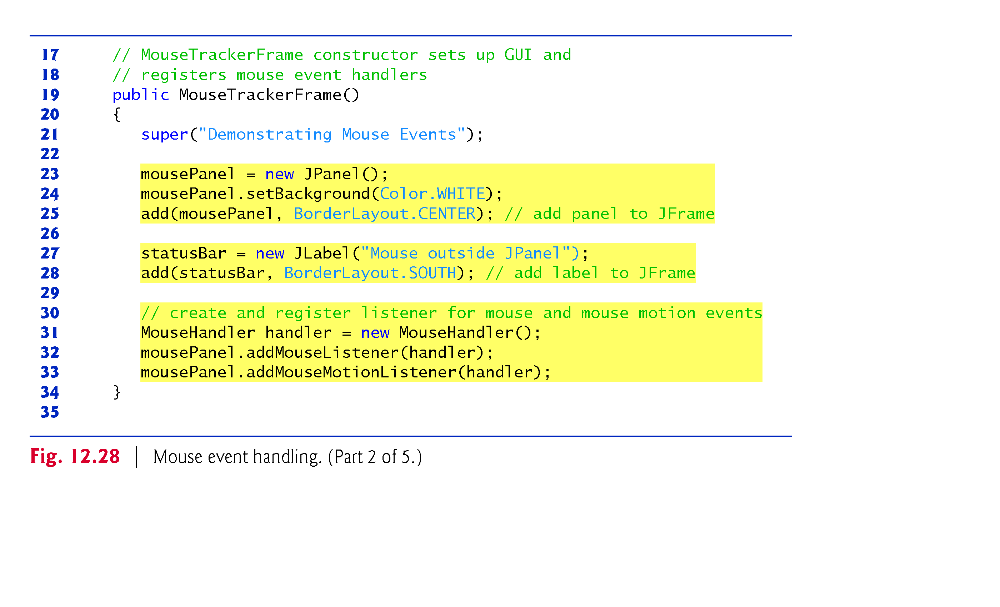 17 // MouseTrackerFrame constructor sets up GUI and
18 // registers mouse event handlers
19 public MouseTrackerFrame()
20 {
21 super("Demonstrating Mouse Events");
22
23 mousePanel = new JPanel();
24 mousePanel.setBackground(Color.WHITE);
25 add(mousePanel, BorderLayout.CENTER); // add panel to JFrame
26
27 statusBar = new JLabel("Mouse outside JPanel");
28 add(statusBar, BorderLayout.SOUTH); // add label to JFrame
29
30 // create and register listener for mouse and mouse motion events
31 MouseHandler handler = new MouseHandler();
32 mousePanel.addMouseListener(handler);
33 mousePanel.addMouseMotionListener(handler);
34 }
35
Fig. 12.28 | Mouse event handling. (Part 2 of 5.)